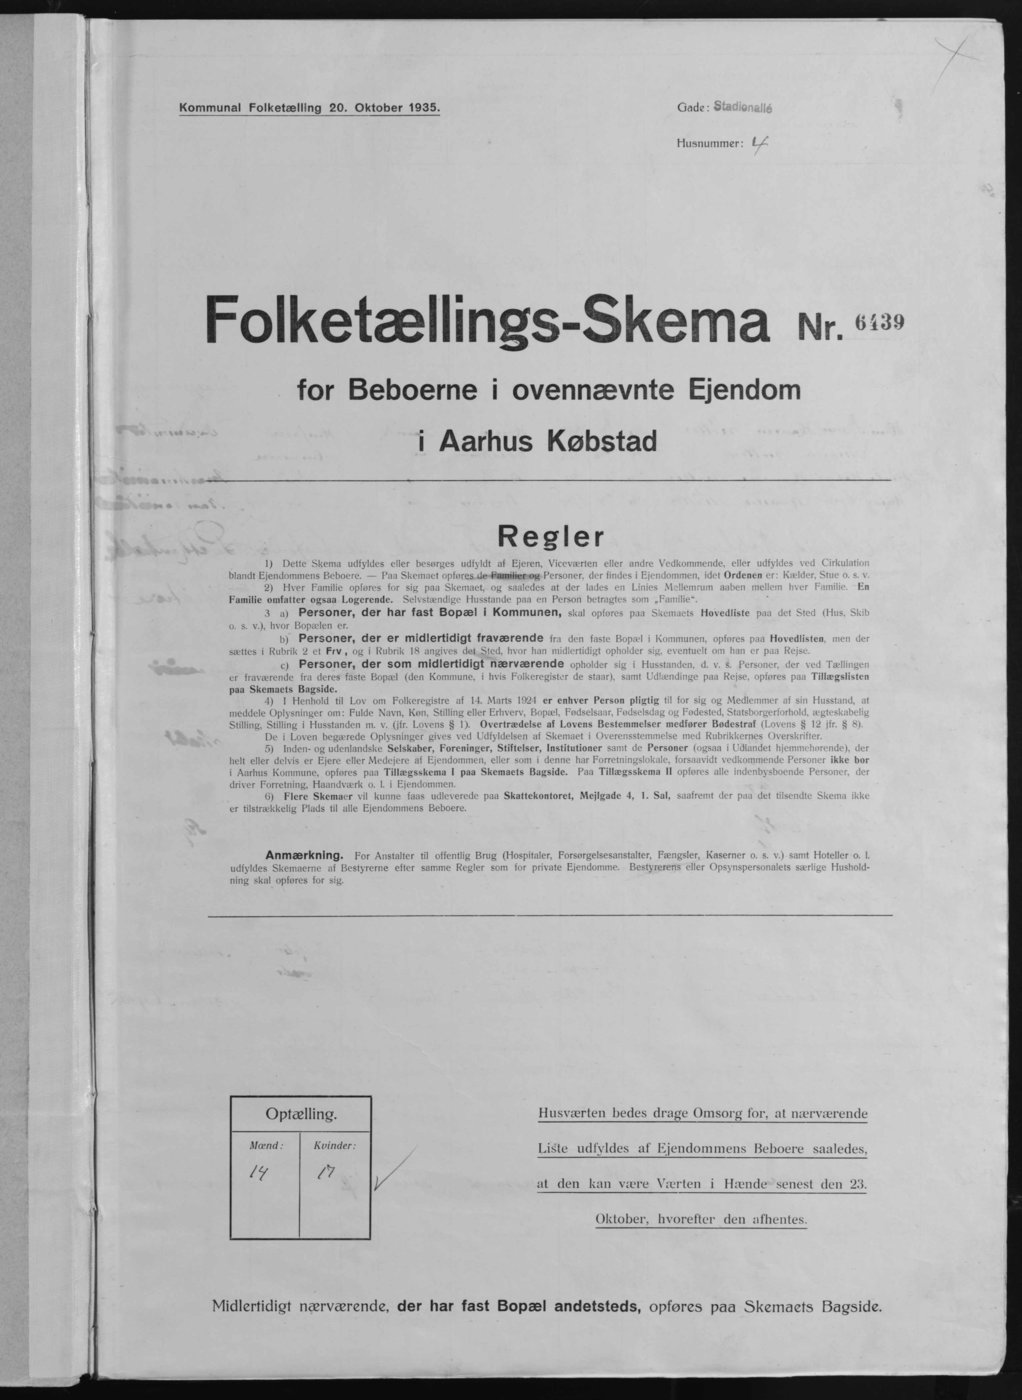 Kommunal Folketælling 20. Oktober 1935.
Gade: Stadionallé
Husnummer: 4
Folketællings-Skema Nr. 6439
for Beboerne i ovennævnte Ejendom
i Aarhus Købstad
Regler
1) Dette Skema udfyldes eller besørges udfyldt af Ejeren, Viceværten eller andre Vedkommende, eller udfyldes ved Cirkulation
blandt Ejendommens Beboere. — Paa Skemaet opføres de Familier og Personer, der findes i Ejendommen, idet Ordenen er: Kælder, Stue o. s. v.
2) Hver Familie opføres for sig paa Skemaet, og saaledes at der lades en Linies Mellemrum aaben mellem hver Familie. En
Familie omfatter ogsaa Logerende. Selvstændige Husstande paa en Person betragtes som „Familie“.
3 a) Personer, der har fast Bopæl i Kommunen, skal opføres paa Skemaets Hovedliste paa det Sted (Hus, Skib
o. s. v.), hvor Bopælen er.
b) Personer, der er midlertidigt fraværende fra den faste Bopæl i Kommunen, opføres paa Hovedlisten, men der
sættes i Rubrik 2 et Frv , og i Rubrik 18 angives det Sted, hvor han midlertidigt opholder sig, eventuelt om han er paa Rejse.
c) Personer, der som midlertidigt nærværende opholder sig i Husstanden, d. v. s. Personer, der ved Tællingen
er fraværende fra deres faste Bopæl (den Kommune, i hvis Folkeregister de staar), samt Udlændinge paa Rejse, opføres paa Tillægslisten
paa Skemaets Bagside.
4) I Henhold til Lov om Folkeregistre af 14. Marts 1924 er enhver Person pligtig til for sig og Medlemmer af sin Husstand, at
meddele Oplysninger om: Fulde Navn, Køn, Stilling eller Erhverv, Bopæl, Fødselsaar, Fødselsdag og Fødested, Statsborgerforhold, ægteskabelig
Stilling, Stilling i Husstanden m. v. (jfr. Lovens § 1). Overtrædelse af Lovens Bestemmelser medfører Bødestraf (Lovens § 12 jfr. § 8).
De i Loven begærede Oplysninger gives ved Udfyldelsen af Skemaet i Overensstemmelse med Rubrikkernes Overskrifter.
5) Inden- og udenlandske Selskaber, Foreninger, Stiftelser, Institutioner samt de Personer (ogsaa i Udlandet hjemmehørende), der
helt eller delvis er Ejere eller Medejere af Ejendommen, eller som i denne har Forretningslokale, forsaavidt vedkommende Personer ikke bor
i Aarhus Kommune, opføres paa Tillægsskema I paa Skemaets Bagside. Paa Tillægsskema II opføres alle indenbysboende Personer, der
driver Forretning, Haandværk o. l. i Ejendommen.
6) Flere Skemaer vil kunne faas udleverede paa Skattekontoret, Mejlgade 4, 1. Sal, saafremt der paa det tilsendte Skema ikke
er tilstrækkelig Plads til alle Ejendommens Beboere.
Anmærkning. For Anstalter til offentlig Brug (Hospitaler, Forsørgelsesanstalter, Fængsler, Kaserner o. s. v.) samt Hoteller o. l.
udfyldes Skemaerne af Bestyrerne efter samme Regler som for private Ejendomme. Bestyrerens eller Opsynspersonalets særlige Hushold-
ning skal opføres for sig.
Optælling.
Mænd: Kvinder:
14 17
Husværten bedes drage Omsorg for, at nærværende
Liste udfyldes af Ejendommens Beboere saaledes,
at den kan være Værten i Hænde senest den 23.
Oktober, hvorefter den afhentes.
Midlertidigt nærværende, der har fast Bopæl andetsteds, opføres paa Skemaets Bagside.